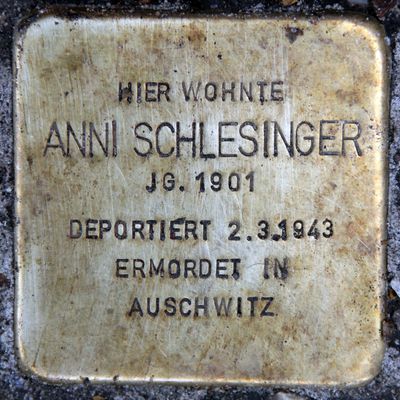 HIER WOHNTE
ANNI SCHLESINGER
JG. 1901
DEPORTIERT 2.3.1943
ERMORDET IN
AUSCHWITZ